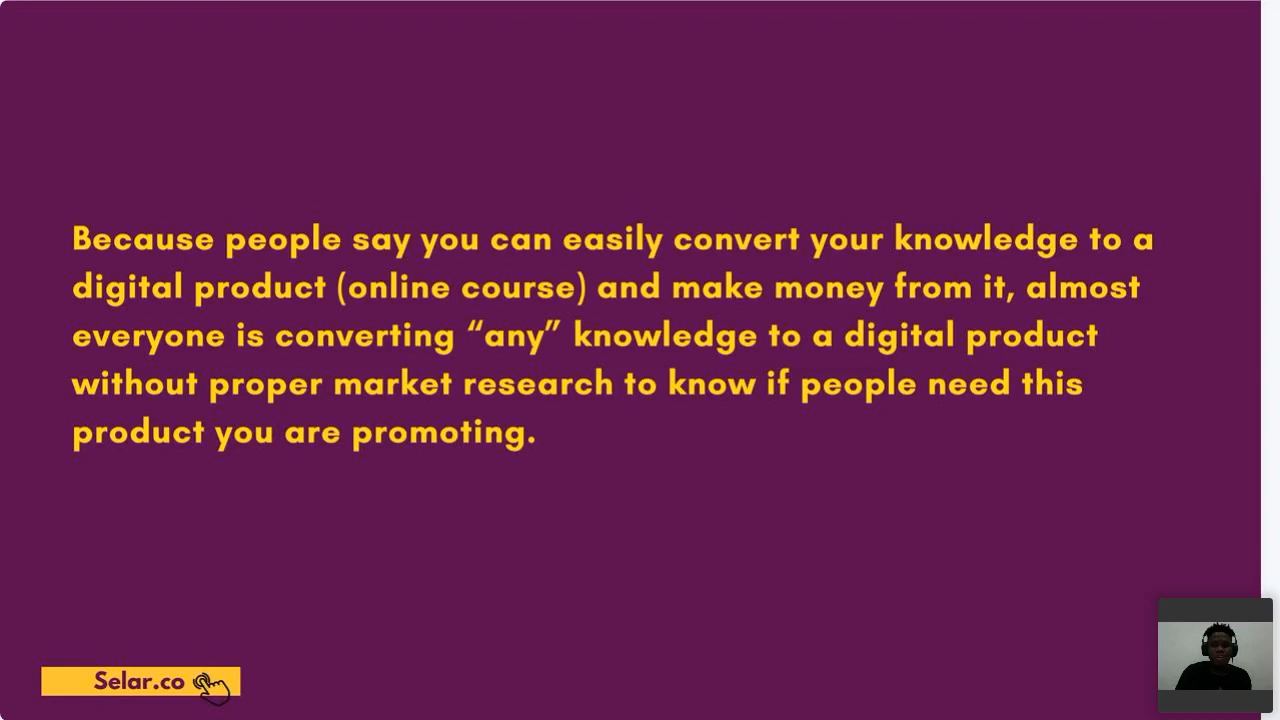 Because people say you can easily convert your knowledge to a
digital product (online course) and make money from it, almost
everyone is converting “any” knowledge to a digital product
without proper market research to know if people need this
product you are promoting.
Selar.co